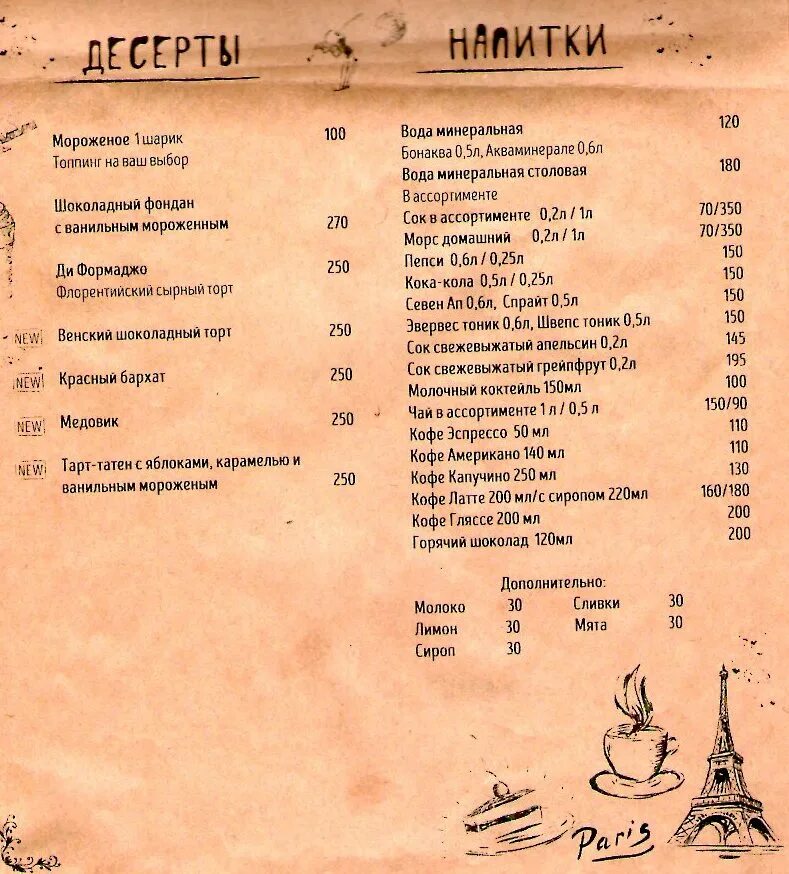 ДЕСЕРТЫ
Мороженое 1 шарик 100
Топпинг на ваш выбор
Шоколадный фондан
с ванильным мороженным 270
Ди Формаджо 250
Флорентийский сырный торт
NEW Венский шоколадный торт 250
NEW Красный бархат 250
NEW Медовик 250
NEW Тарт-татен с яблоками, карамелью и
ванильным мороженым 250
НАПИТКИ
Вода минеральная 120
Бонаква 0,5л, Акваминерале 0,6л
Вода минеральная столовая 180
В ассортименте
Сок в ассортименте 0,2л / 1л 70/350
Морс домашний 0,2л / 1л 70/350
Пепси 0,6л / 0,25л 150
Кока-кола 0,5л / 0,25л 150
Севен Ап 0,6л, Спрайт 0,5л 150
Эвервес тоник 0,6л, Швепс тоник 0,5л 150
Сок свежевыжатый апельсин 0,2л 145
Сок свежевыжатый грейпфрут 0,2л 195
Молочный коктейль 150мл 100
Чай в ассортименте 1 л / 0,5 л 150/90
Кофе Эспрессо 50 мл 110
Кофе Американо 140 мл 110
Кофе Капучино 250 мл 130
Кофе Латте 200 мл/с сиропом 220мл 160/180
Кофе Гляссе 200 мл 200
Горячий шоколад 120мл 200
Дополнительно:
Молоко 30 Сливки 30
Лимон 30 Мята 30
Сироп 30
Paris